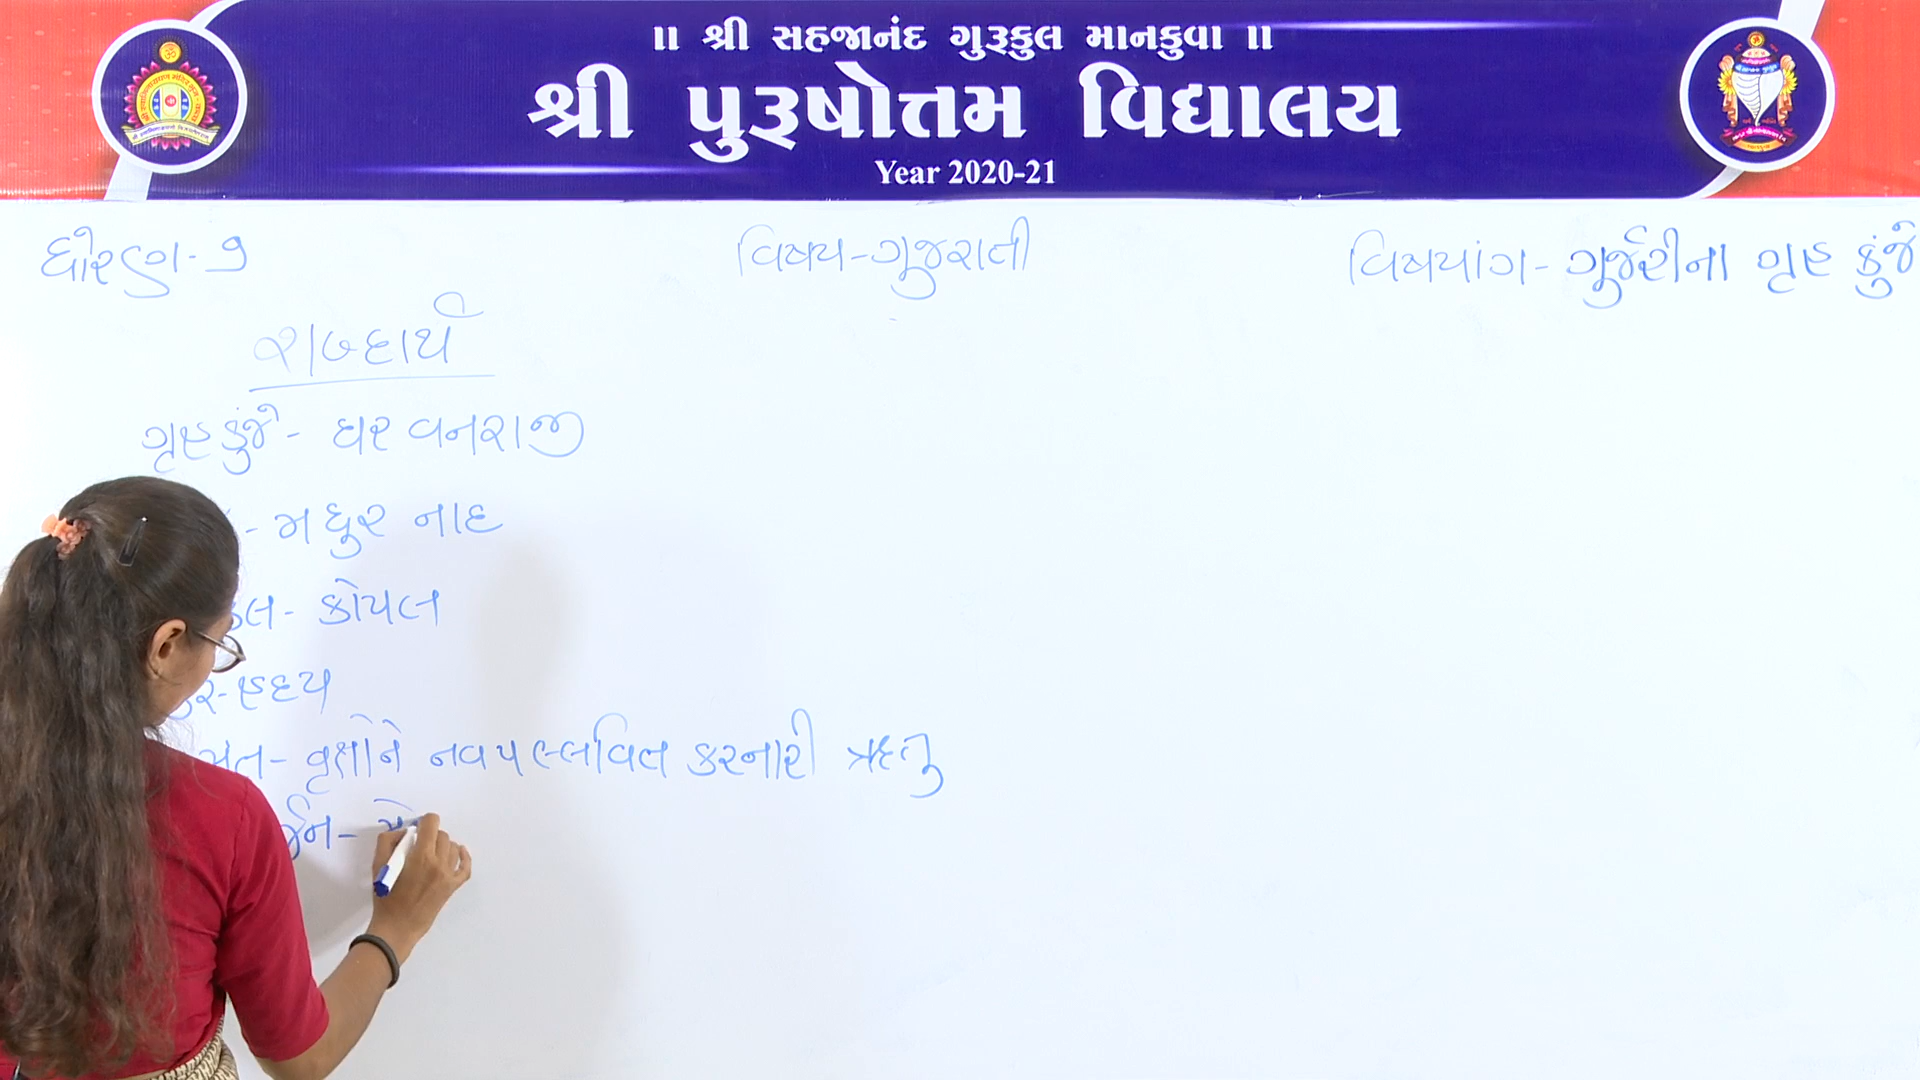 ॥ શ્રી સહજાનંદ ગુરૂકુલ માનકુવા ॥
શ્રી પુરૂષોત્તમ વિદ્યાલય
Year 2020-21
ધોરણ-૭ વિષય-ગુજરાતી વિષયાંગ-ગુર્જરીના ગૃહ કુંજે
શબ્દાર્થ
ગૃહકુંજે - ઘર વનરાજી
- મધુર નાદ
- કોયલ
ઉર-હૃદય
- વૃક્ષોને નવપલ્લવિત કરનારી ઋતુ